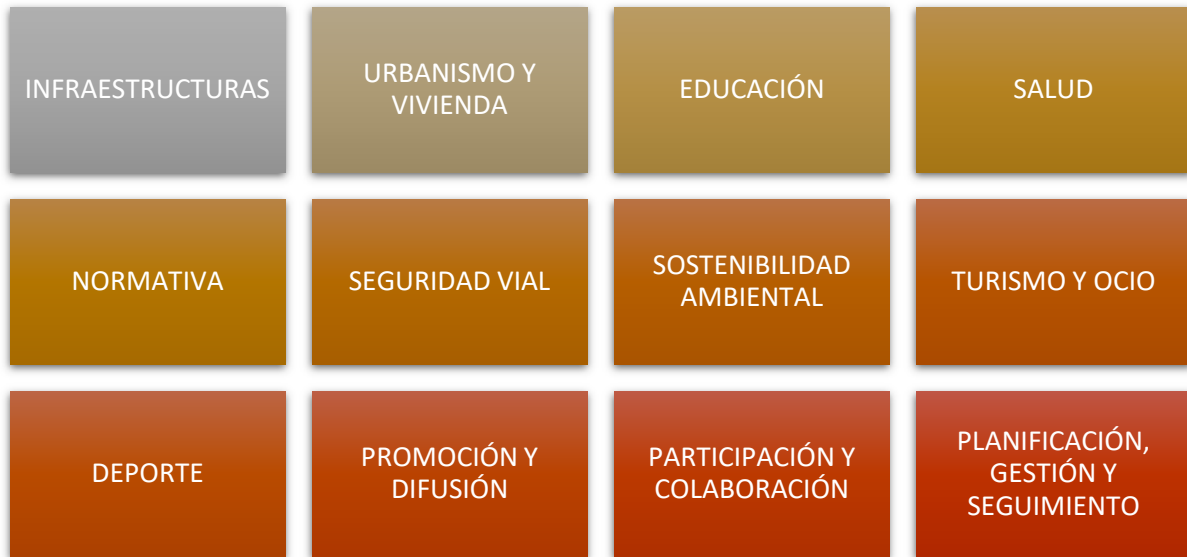 INFRAESTRUCTURAS
URBANISMO Y
VIVIENDA
EDUCACIÓN
SALUD
NORMATIVA
SEGURIDAD VIAL
SOSTENIBILIDAD
AMBIENTAL
TURISMO Y OCIO
DEPORTE
PROMOCIÓN Y
DIFUSIÓN
PARTICIPACIÓN Y
COLABORACIÓN
PLANIFICACIÓN,
GESTIÓN Y
SEGUIMIENTO